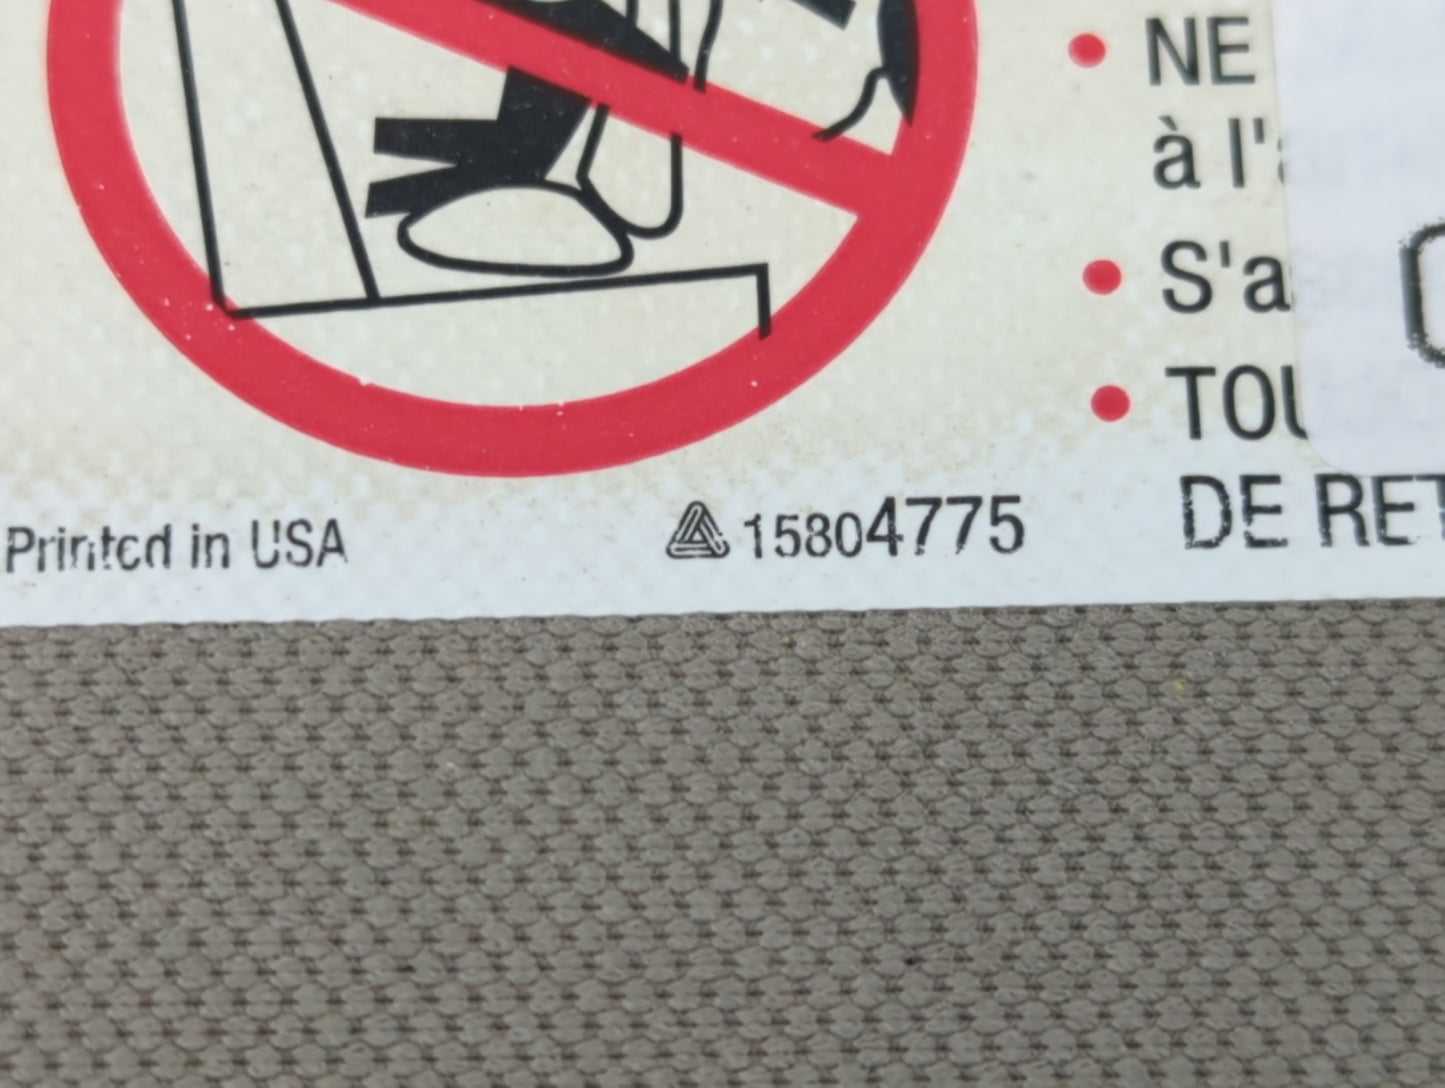 NE
à l'
S'a
TOU
DE RET
Printed in USA
15804775